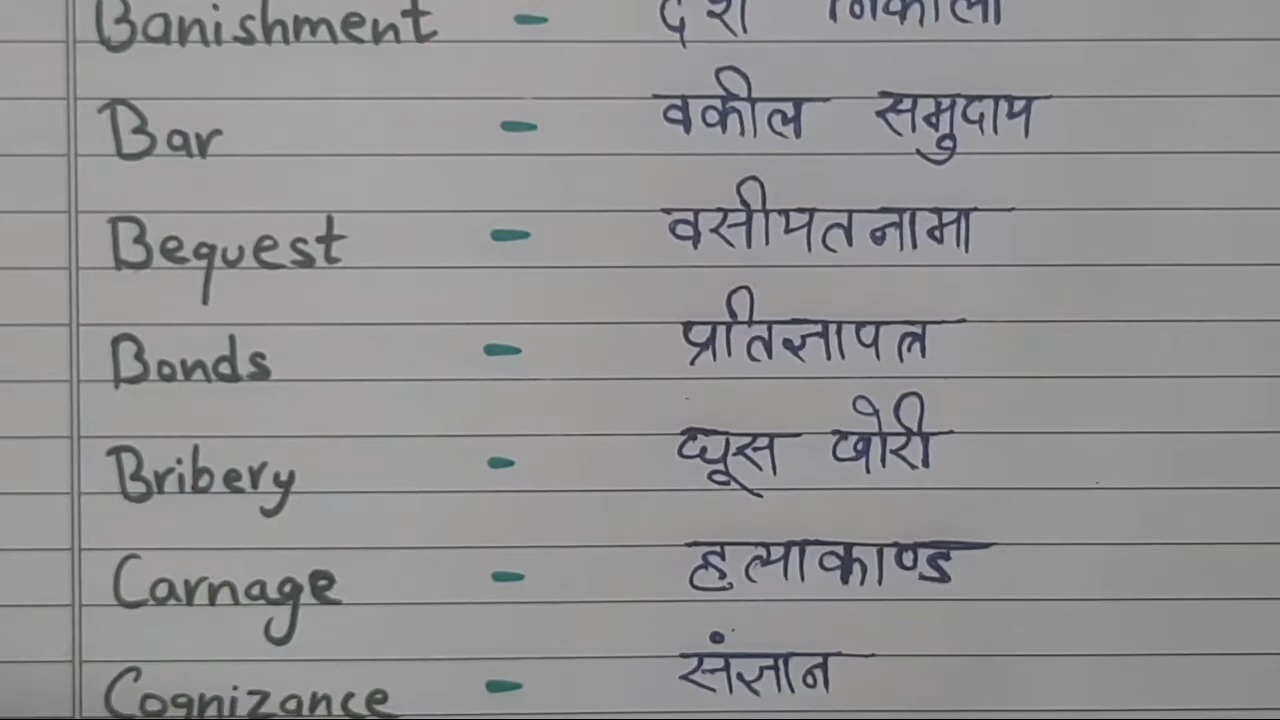 Banishment - देश निकाला
Bar - वकील समुदाय
Bequest - वसीयतनामा
Bonds - प्रतिज्ञापत्र
Bribery - घूस खोरी
Carnage - हत्याकाण्ड
Cognizance - संज्ञान